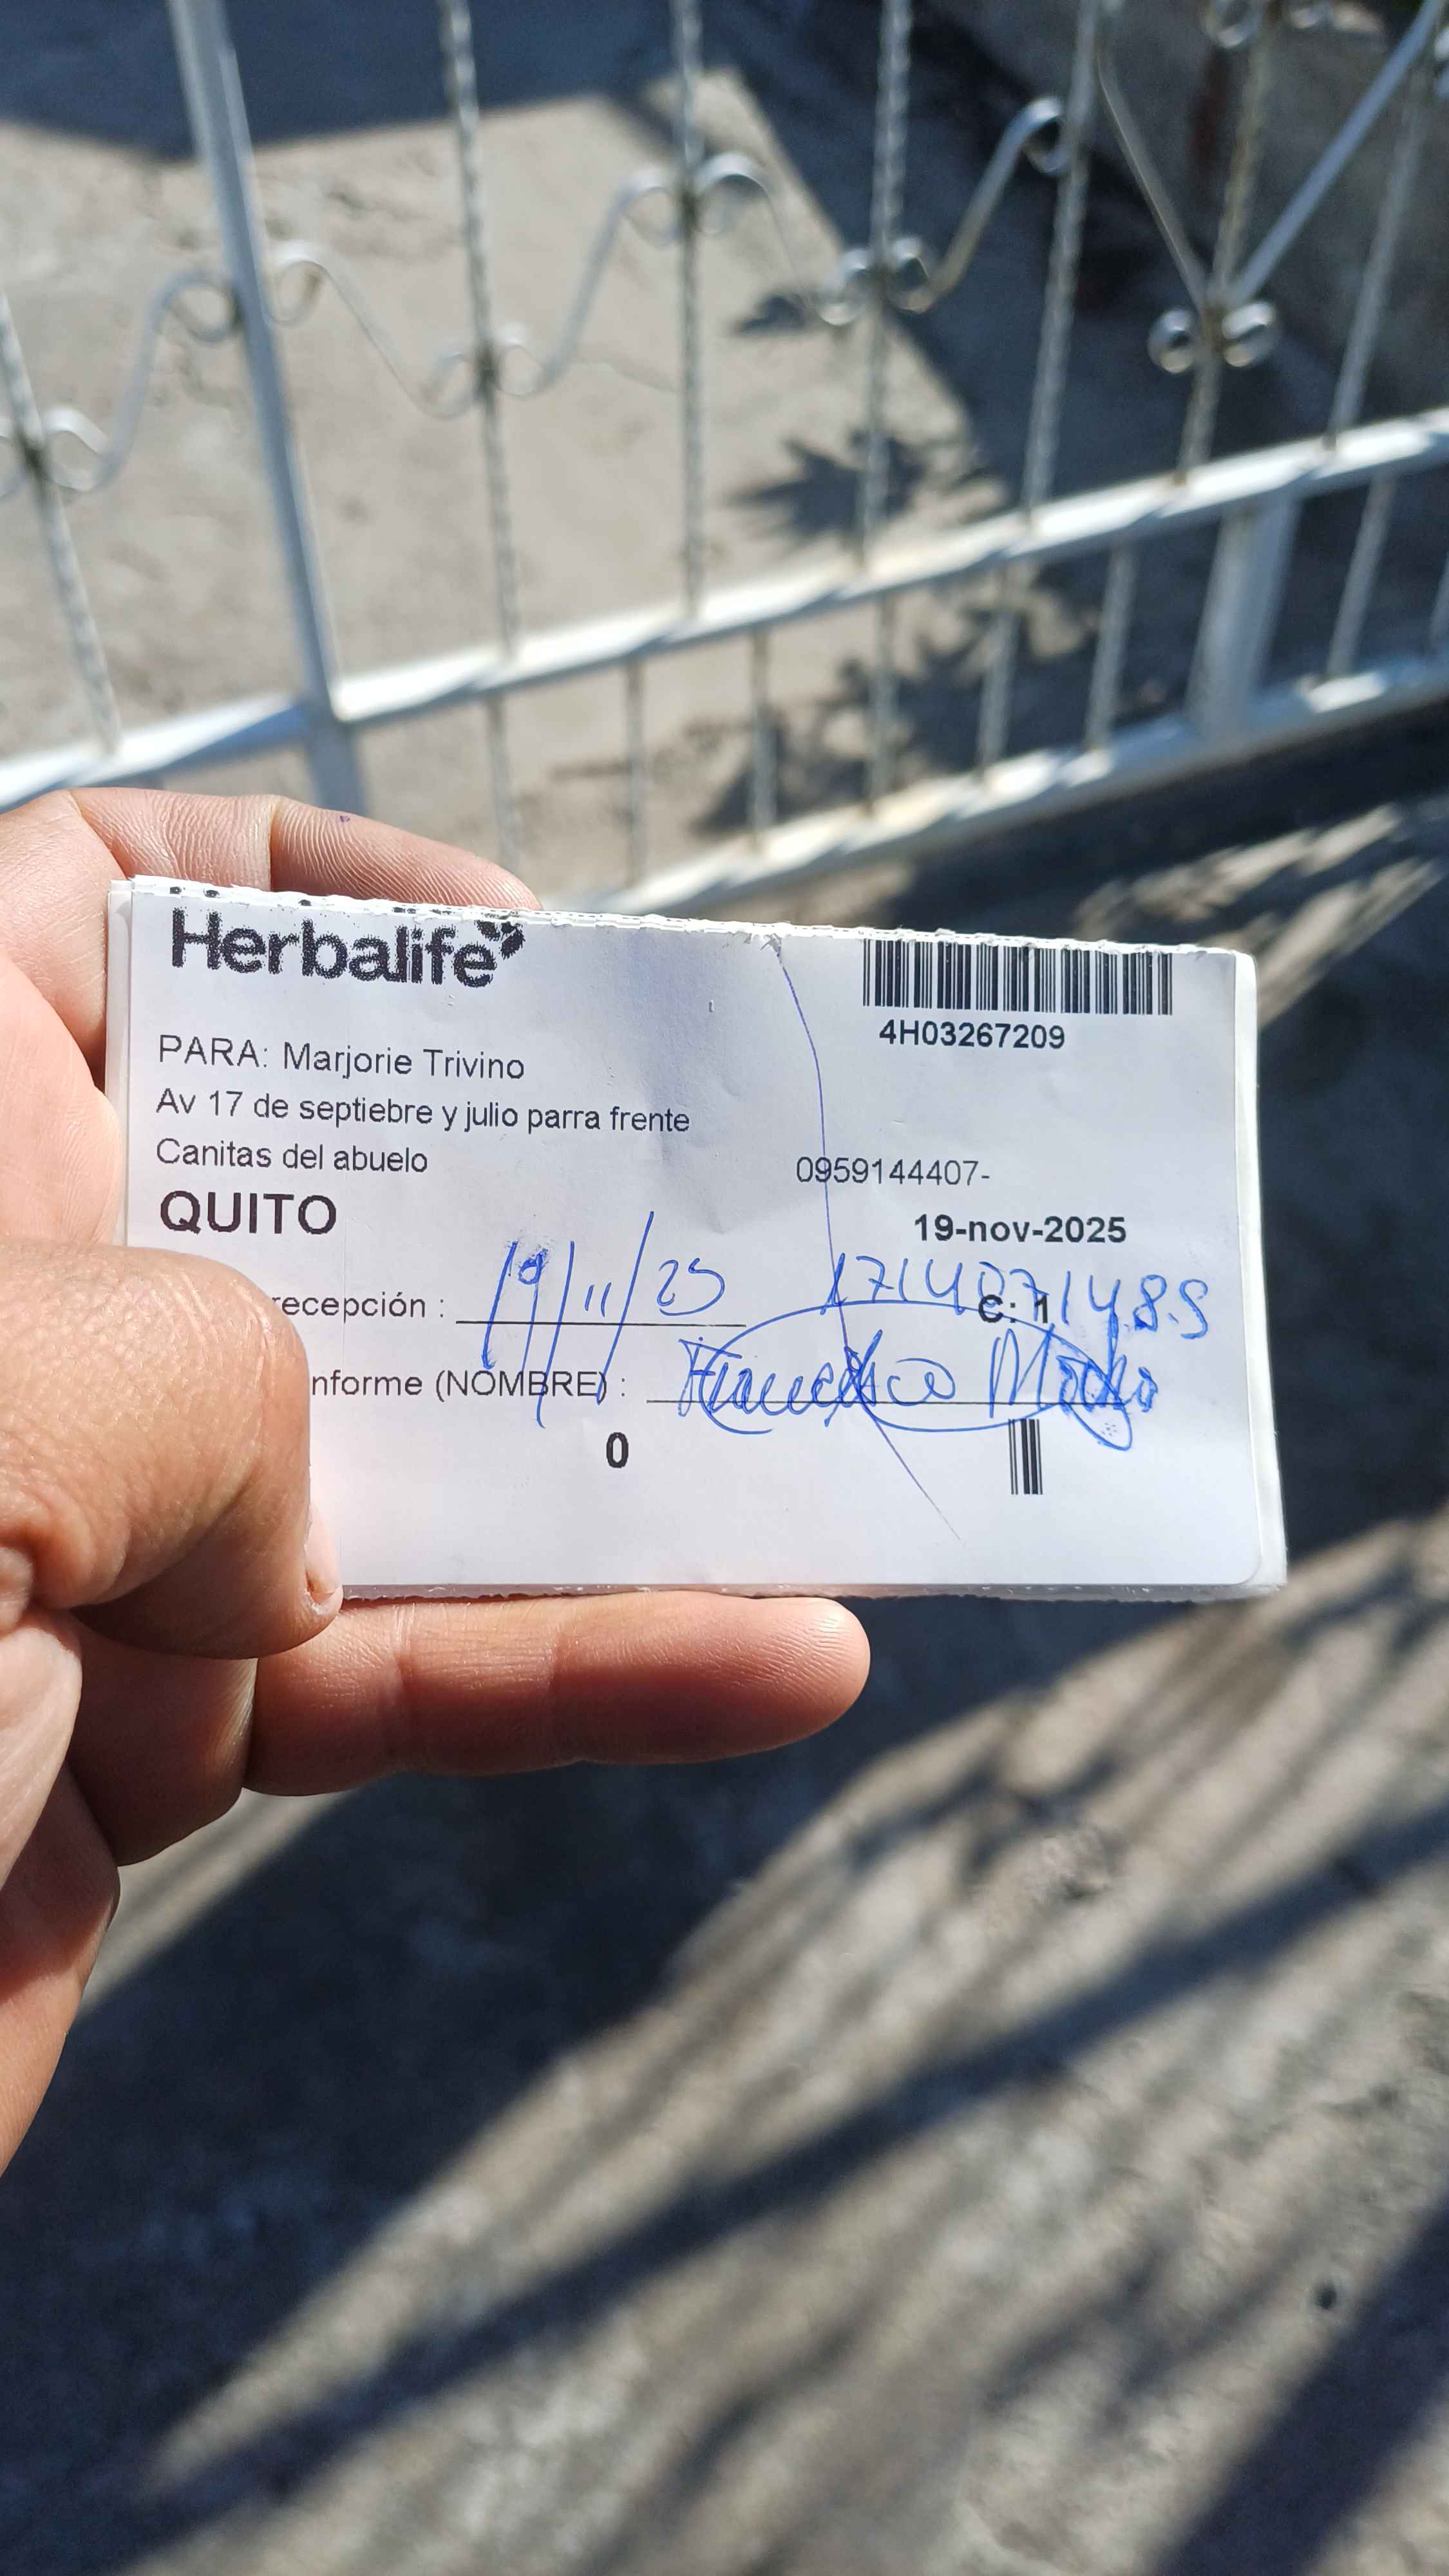 Herbalife
4H03267209
PARA: Marjorie Trivino
Av 17 de septiebre y julio parra frente
Canitas del abuelo
0959144407-
QUITO
19-nov-2025
recepción : 19/11/25
C: 1
nforme (NOMBRE) : Francisco
0